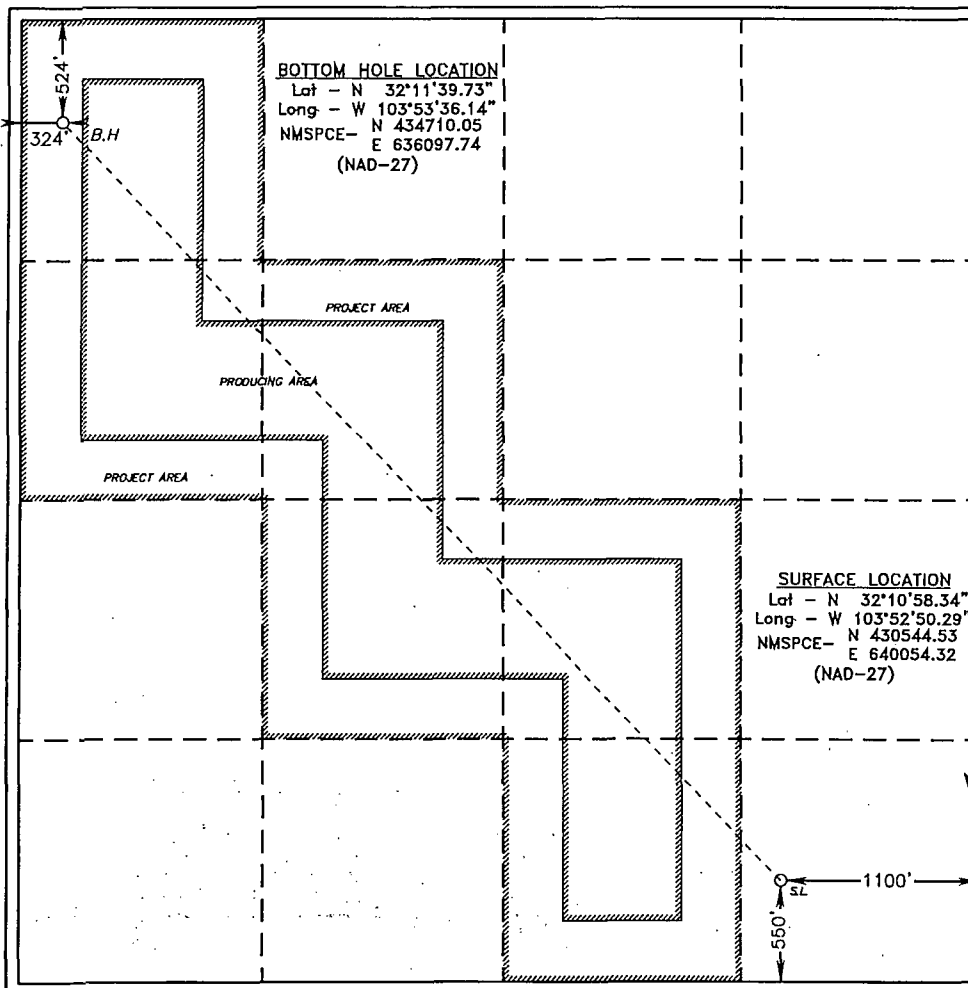 524'
324'
B.H
BOTTOM HOLE LOCATION
Lat - N 32°11'39.73"
Long - W 103°53'36.14"
NMSPCE- N 434710.05
E 636097.74
(NAD-27)
PROJECT AREA
PRODUCING AREA
PROJECT AREA
SURFACE LOCATION
Lat - N 32°10'58.34"
Long - W 103°52'50.29"
NMSPCE- N 430544.53
E 640054.32
(NAD-27)
S.L
1100'
550'